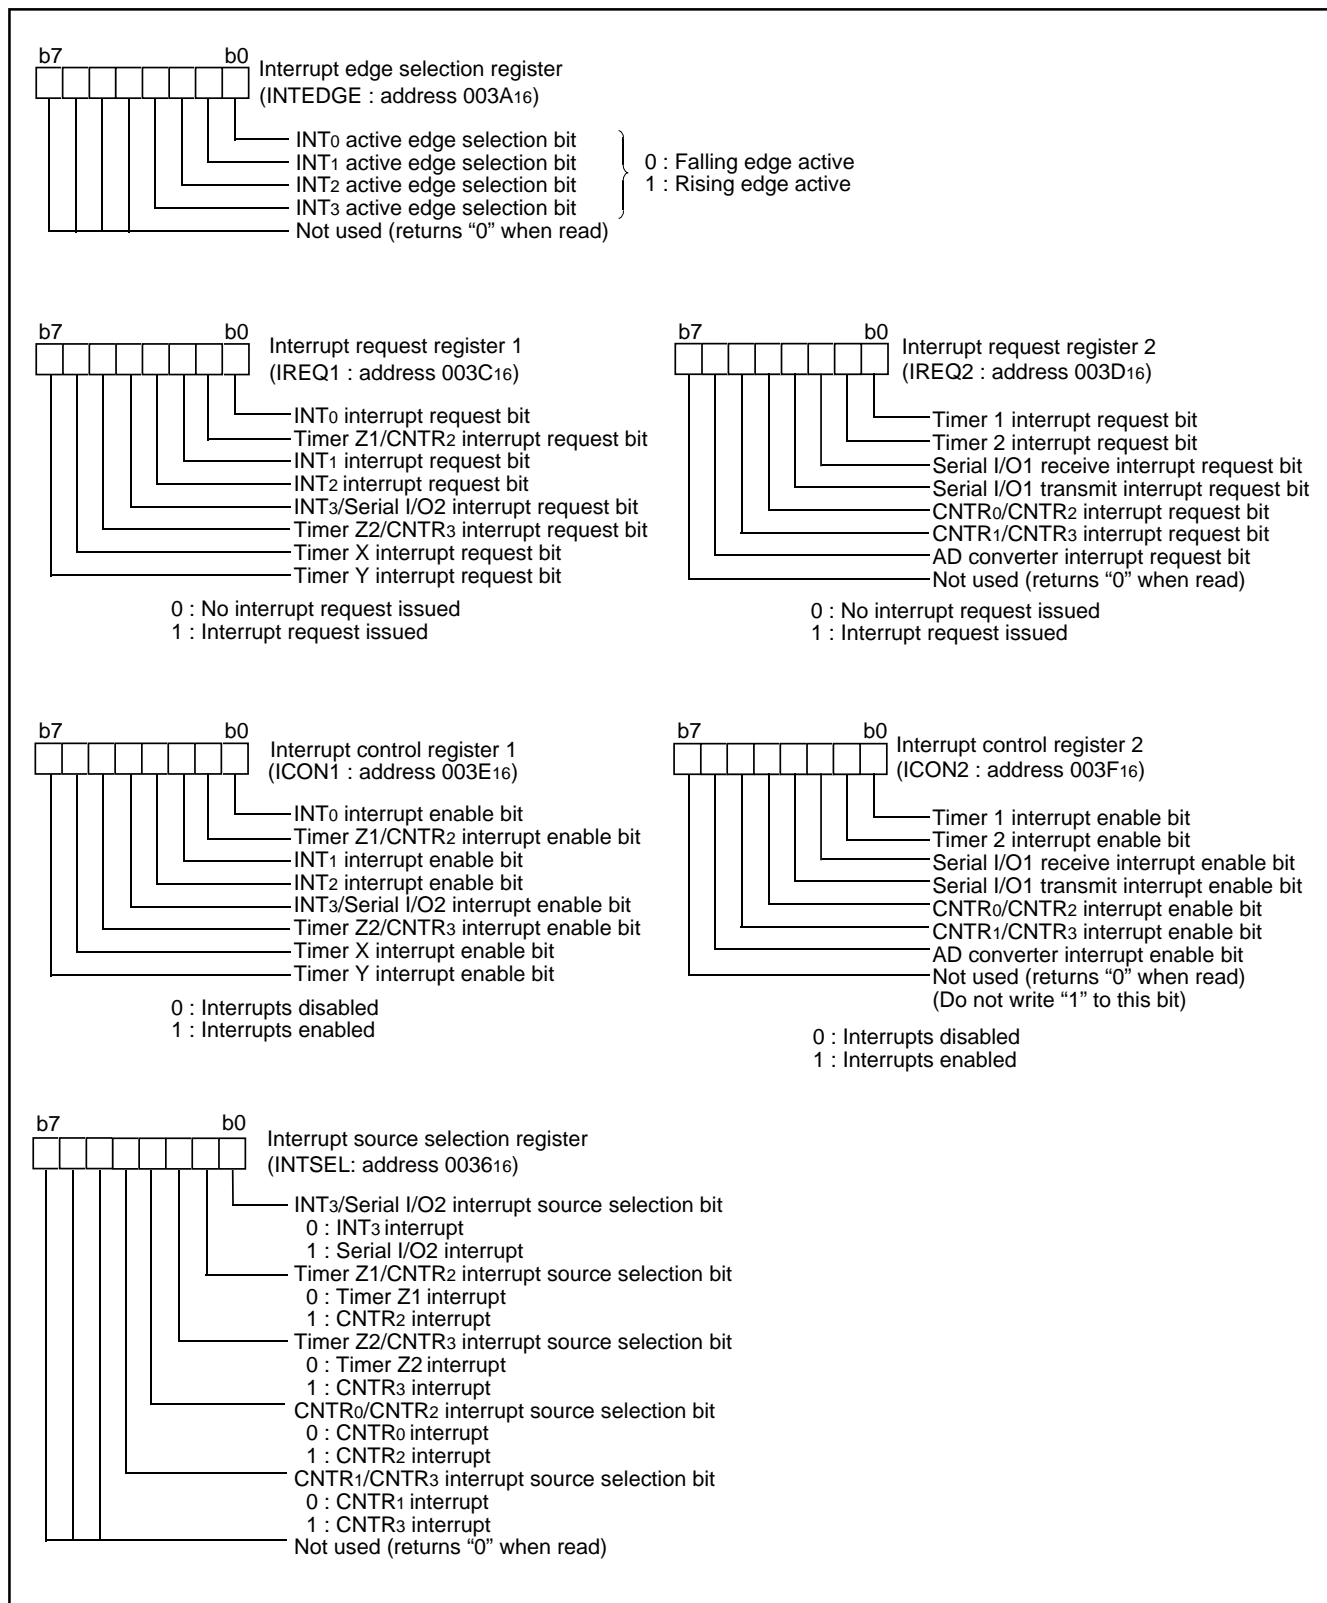 b7 b0
Interrupt edge selection register
(INTEDGE : address 003A16)
INT0 active edge selection bit
INT1 active edge selection bit
INT2 active edge selection bit
INT3 active edge selection bit
Not used (returns “0” when read)
0 : Falling edge active
1 : Rising edge active
b7 b0
Interrupt request register 1
(IREQ1 : address 003C16)
INT0 interrupt request bit
Timer Z1/CNTR2 interrupt request bit
INT1 interrupt request bit
INT2 interrupt request bit
INT3/Serial I/O2 interrupt request bit
Timer Z2/CNTR3 interrupt request bit
Timer X interrupt request bit
Timer Y interrupt request bit
0 : No interrupt request issued
1 : Interrupt request issued
b7 b0
Interrupt request register 2
(IREQ2 : address 003D16)
Timer 1 interrupt request bit
Timer 2 interrupt request bit
Serial I/O1 receive interrupt request bit
Serial I/O1 transmit interrupt request bit
CNTR0/CNTR2 interrupt request bit
CNTR1/CNTR3 interrupt request bit
AD converter interrupt request bit
Not used (returns “0” when read)
0 : No interrupt request issued
1 : Interrupt request issued
b7 b0
Interrupt control register 1
(ICON1 : address 003E16)
INT0 interrupt enable bit
Timer Z1/CNTR2 interrupt enable bit
INT1 interrupt enable bit
INT2 interrupt enable bit
INT3/Serial I/O2 interrupt enable bit
Timer Z2/CNTR3 interrupt enable bit
Timer X interrupt enable bit
Timer Y interrupt enable bit
0 : Interrupts disabled
1 : Interrupts enabled
b7 b0
Interrupt control register 2
(ICON2 : address 003F16)
Timer 1 interrupt enable bit
Timer 2 interrupt enable bit
Serial I/O1 receive interrupt enable bit
Serial I/O1 transmit interrupt enable bit
CNTR0/CNTR2 interrupt enable bit
CNTR1/CNTR3 interrupt enable bit
AD converter interrupt enable bit
Not used (returns “0” when read)
(Do not write “1” to this bit)
0 : Interrupts disabled
1 : Interrupts enabled
b7 b0
Interrupt source selection register
(INTSEL: address 003616)
INT3/Serial I/O2 interrupt source selection bit
0 : INT3 interrupt
1 : Serial I/O2 interrupt
Timer Z1/CNTR2 interrupt source selection bit
0 : Timer Z1 interrupt
1 : CNTR2 interrupt
Timer Z2/CNTR3 interrupt source selection bit
0 : Timer Z2 interrupt
1 : CNTR3 interrupt
CNTR0/CNTR2 interrupt source selection bit
0 : CNTR0 interrupt
1 : CNTR2 interrupt
CNTR1/CNTR3 interrupt source selection bit
0 : CNTR1 interrupt
1 : CNTR3 interrupt
Not used (returns “0” when read)